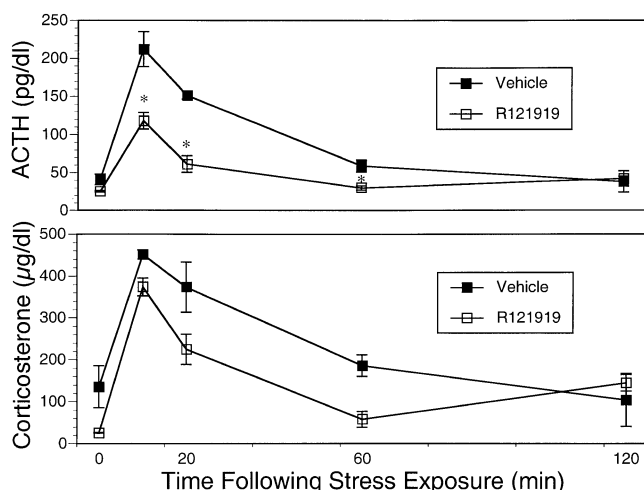 250
200
150
100
50
0
ACTH (pg/dl)
Vehicle
R121919
*
*
*
500
400
300
200
100
0
Corticosterone (µg/dl)
Vehicle
R121919
0 20 60 120
Time Following Stress Exposure (min)